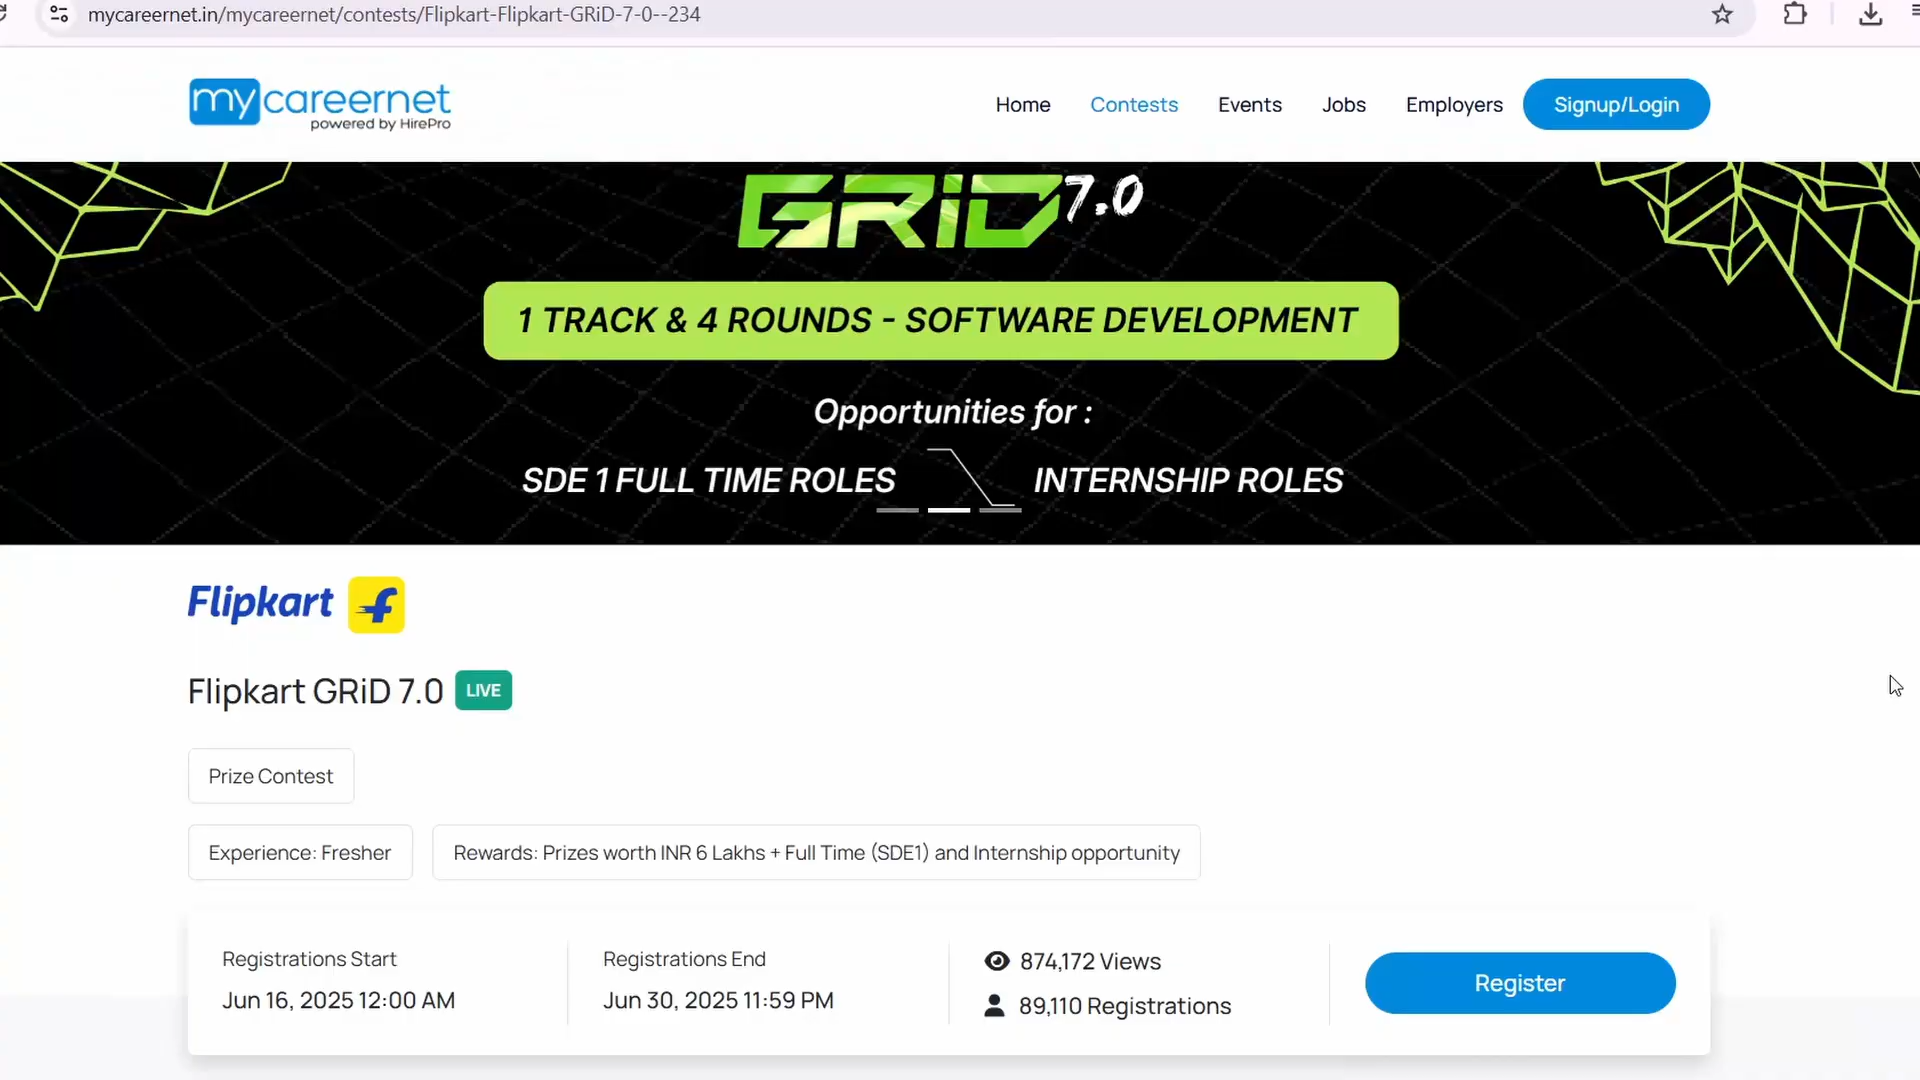 mycareernet.in/mycareernet/contests/Flipkart-Flipkart-GRiD-7-0--234
mycareernet
powered by HirePro
Home
Contests
Events
Jobs
Employers
Signup/Login
GRiD 7.0
1 TRACK & 4 ROUNDS - SOFTWARE DEVELOPMENT
Opportunities for :
SDE 1 FULL TIME ROLES
INTERNSHIP ROLES
Flipkart f
Flipkart GRiD 7.0 LIVE
Prize Contest
Experience: Fresher
Rewards: Prizes worth INR 6 Lakhs + Full Time (SDE1) and Internship opportunity
Registrations Start
Jun 16, 2025 12:00 AM
Registrations End
Jun 30, 2025 11:59 PM
874,172 Views
89,110 Registrations
Register